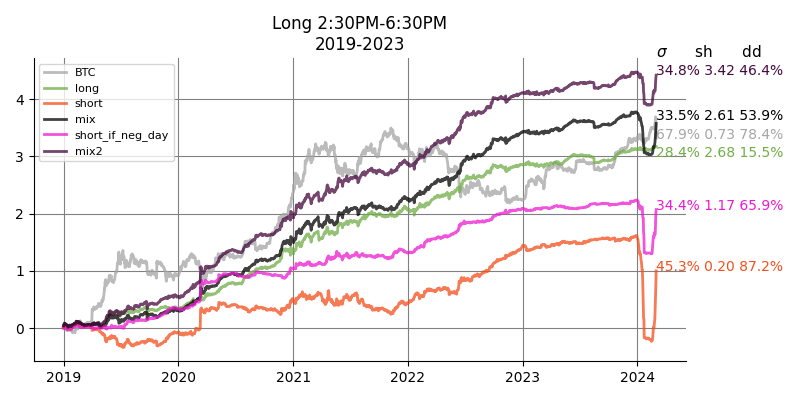 Long 2:30PM-6:30PM
2019-2023
σ sh dd
BTC
long
short
mix
short_if_neg_day
mix2
34.8% 3.42 46.4%
33.5% 2.61 53.9%
67.9% 0.73 78.4%
28.4% 2.68 15.5%
34.4% 1.17 65.9%
45.3% 0.20 87.2%
4
3
2
1
0
2019 2020 2021 2022 2023 2024